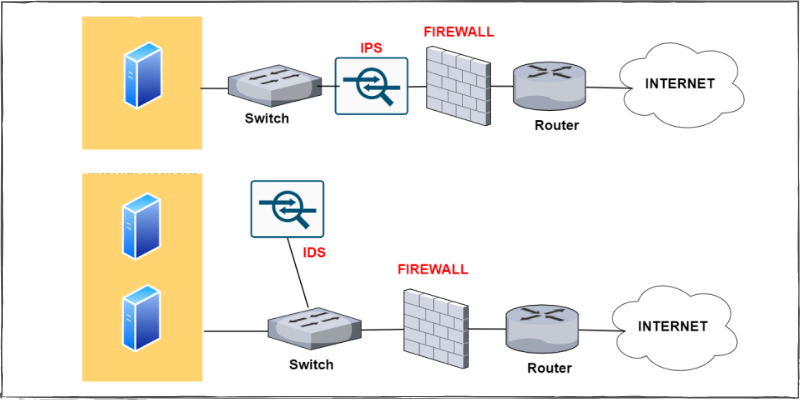 FIREWALL
IPS
INTERNET
Switch
Router
IDS
FIREWALL
INTERNET
Switch
Router